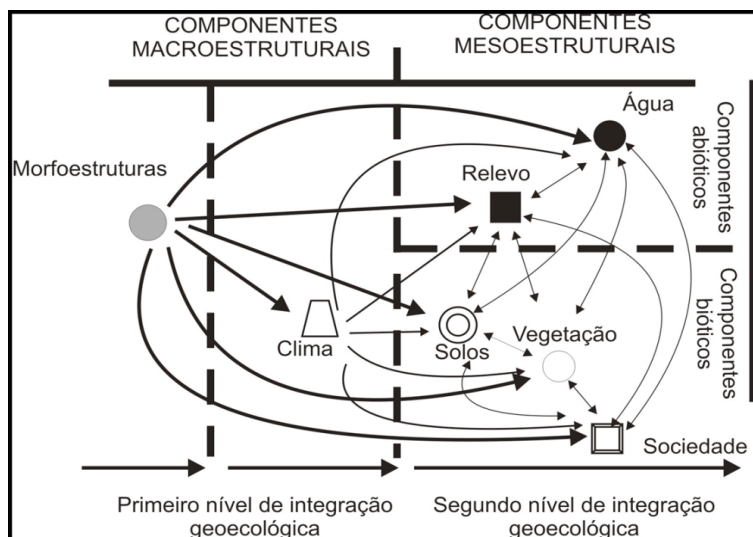 COMPONENTES
MACROESTRUTURAIS
COMPONENTES
MESOESTRUTURAIS
Água
Componentes
abióticos
Morfoestruturas
Relevo
Clima
Solos
Vegetação
Componentes
bióticos
Sociedade
Primeiro nível de integração
geoecológica
Segundo nível de integração
geoecológica